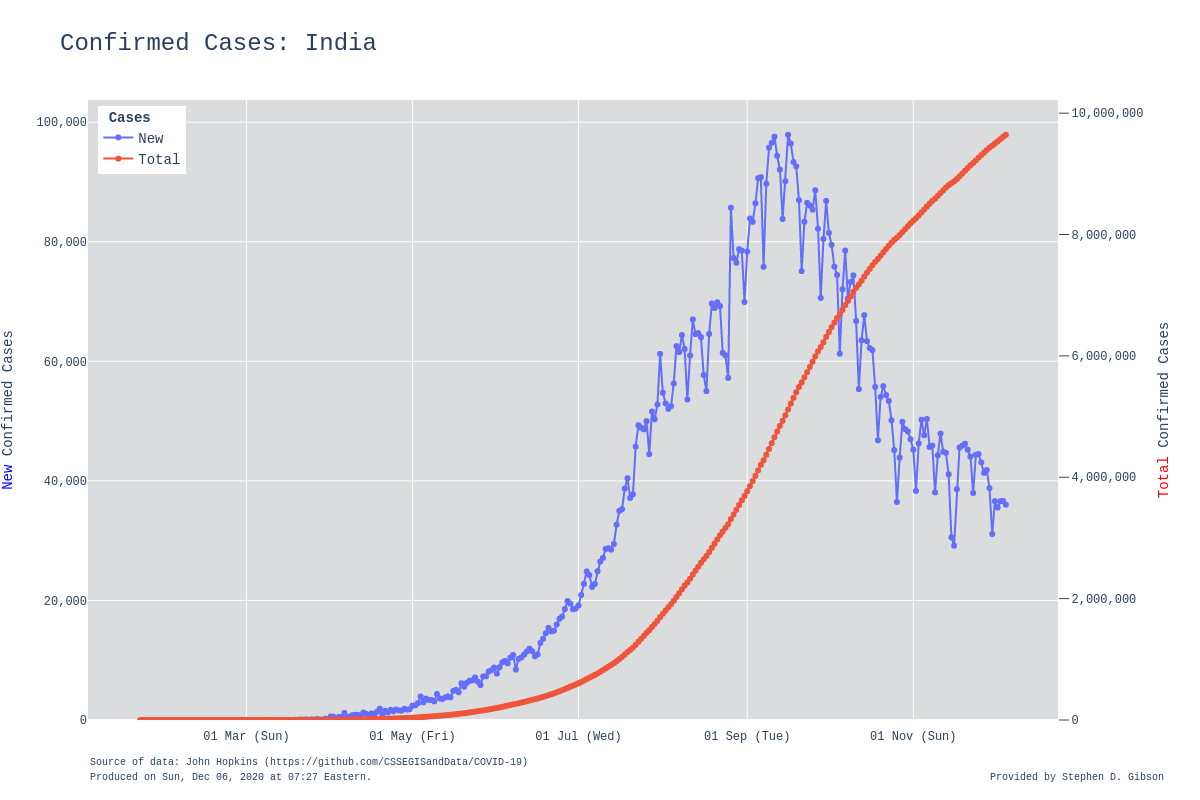 Confirmed Cases: India
Cases
New
Total
100,000
80,000
60,000
40,000
20,000
0
New Confirmed Cases
10,000,000
8,000,000
6,000,000
4,000,000
2,000,000
0
Total Confirmed Cases
01 Mar (Sun) 01 May (Fri) 01 Jul (Wed) 01 Sep (Tue) 01 Nov (Sun)
Source of data: John Hopkins (https://github.com/CSSEGISandData/COVID-19)
Produced on Sun, Dec 06, 2020 at 07:27 Eastern.
Provided by Stephen D. Gibson